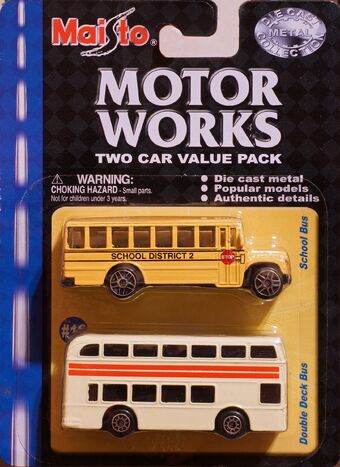 Maisto®
DIE CAST
METAL
COLLECTION
MOTOR
WORKS
TWO CAR VALUE PACK
WARNING:
CHOKING HAZARD - Small parts.
Not for children under 3 years.
• Die cast metal
• Popular models
• Authentic details
SCHOOL DISTRICT 2
STOP
School Bus
Double Deck Bus